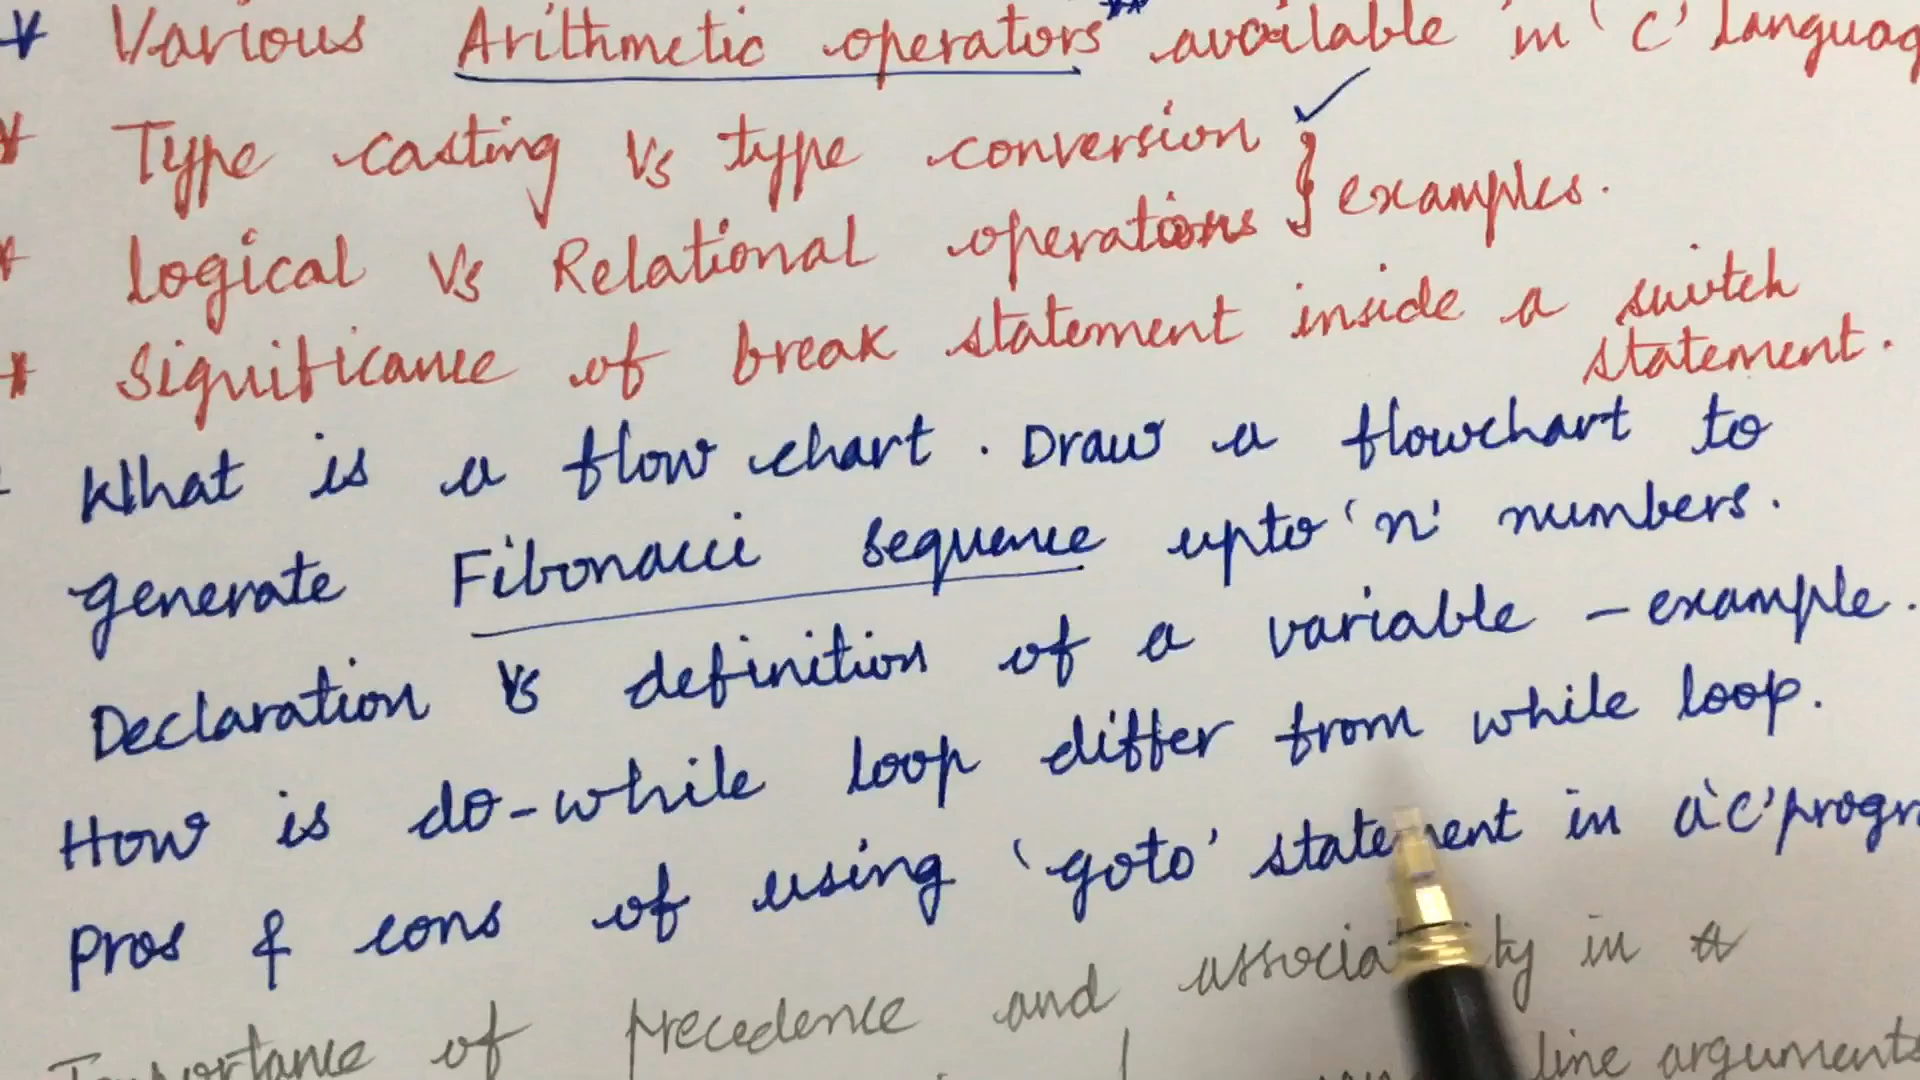 * Various Arithmetic operators** available in 'c' languag
* Type casting Vs type conversion } examples.
* Logical Vs Relational operations
* Significance of break statement inside a switch
statement.
What is a flow chart. Draw a flowchart to
generate Fibonacci sequence upto 'n' numbers.
Declaration Vs definition of a variable - example.
How is do-while loop differ from while loop.
Pros & cons of using 'goto' statement in a 'c' progr
Importance of precedence and associativity in a
line arguments